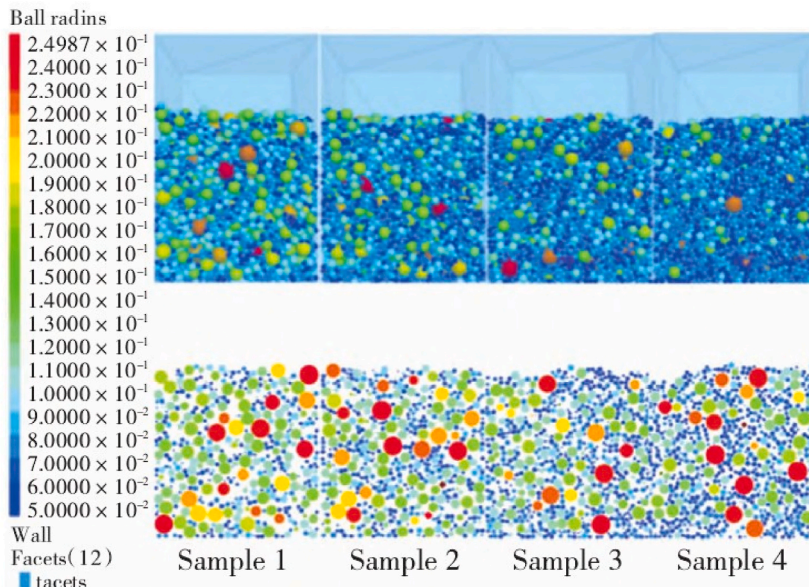 Ball radins
2.4987 × 10⁻¹
2.4000 × 10⁻¹
2.3000 × 10⁻¹
2.2000 × 10⁻¹
2.1000 × 10⁻¹
2.0000 × 10⁻¹
1.9000 × 10⁻¹
1.8000 × 10⁻¹
1.7000 × 10⁻¹
1.6000 × 10⁻¹
1.5000 × 10⁻¹
1.4000 × 10⁻¹
1.3000 × 10⁻¹
1.2000 × 10⁻¹
1.1000 × 10⁻¹
1.0000 × 10⁻¹
9.0000 × 10⁻²
8.0000 × 10⁻²
7.0000 × 10⁻²
6.0000 × 10⁻²
5.0000 × 10⁻²
Wall
Facets(12)
tacets
Sample 1
Sample 2
Sample 3
Sample 4